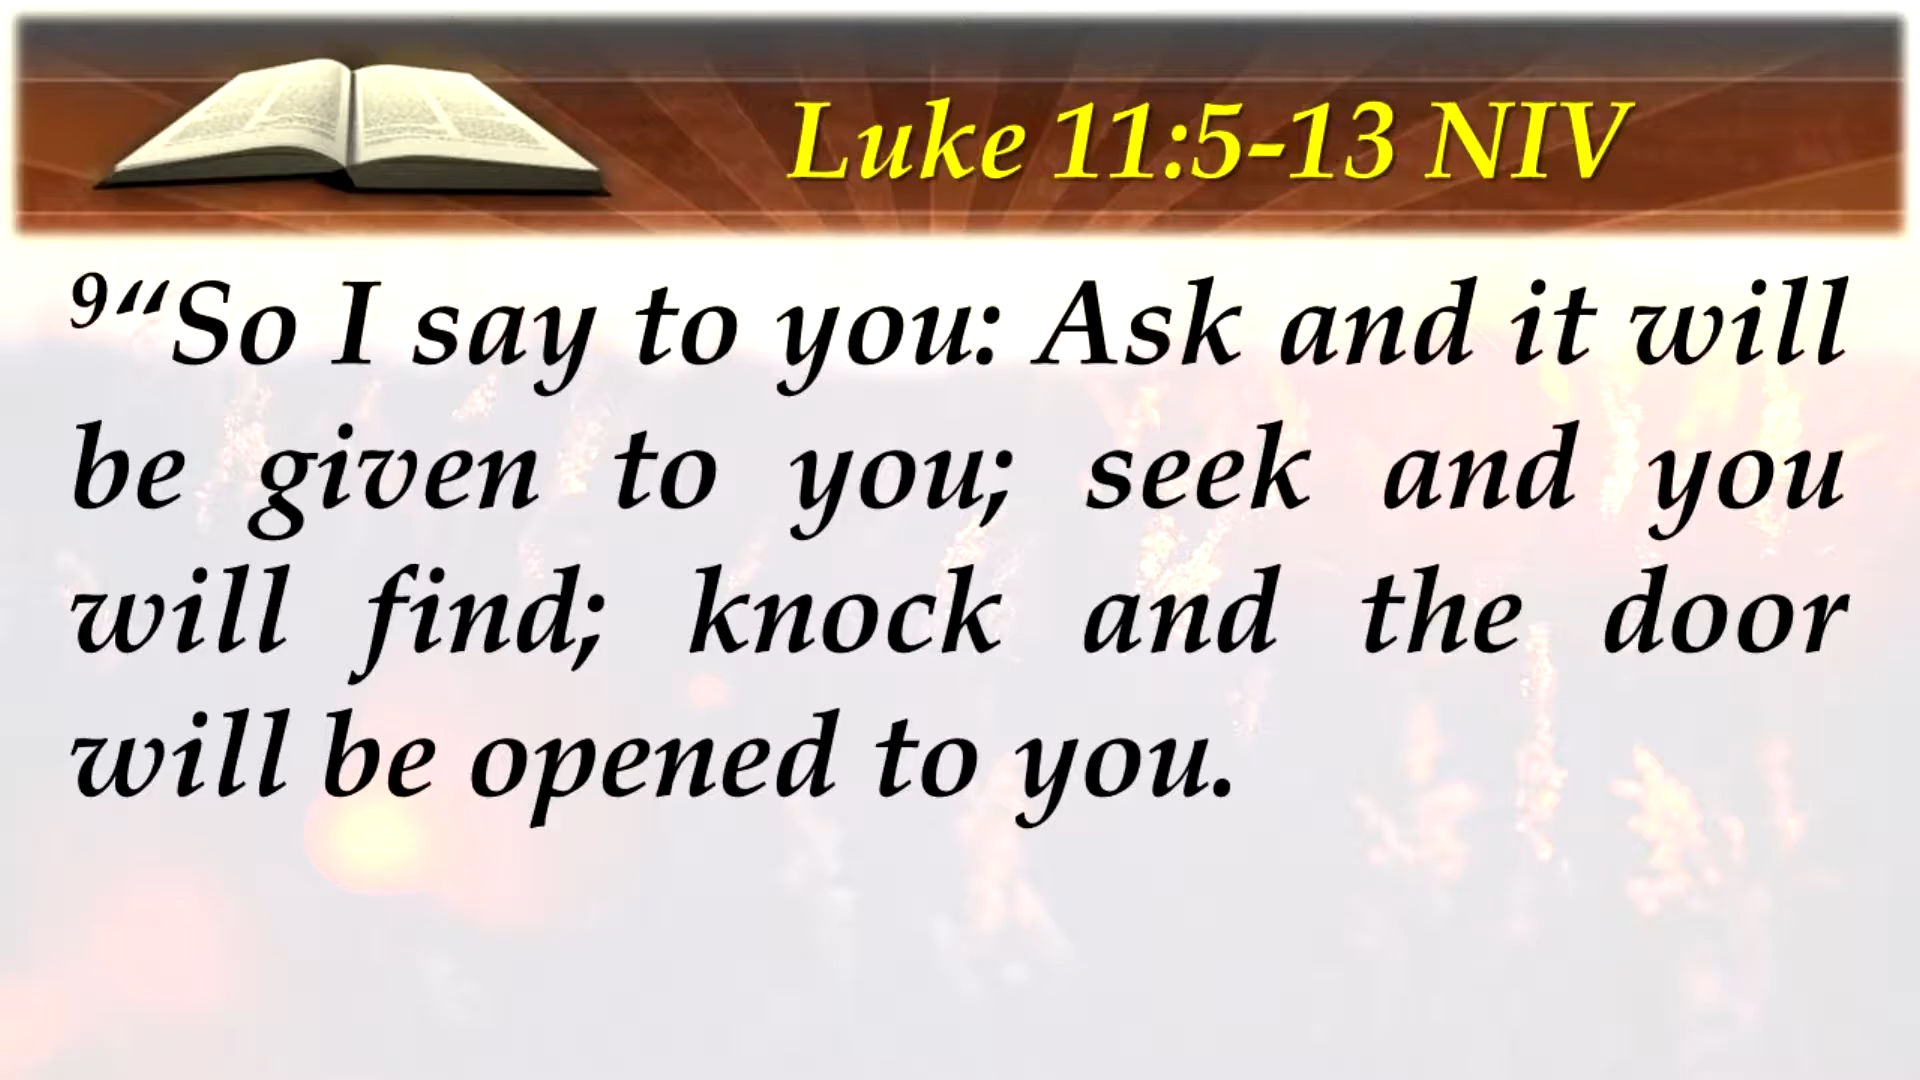 Luke 11:5-13 NIV
9“So I say to you: Ask and it will
be given to you; seek and you
will find; knock and the door
will be opened to you.